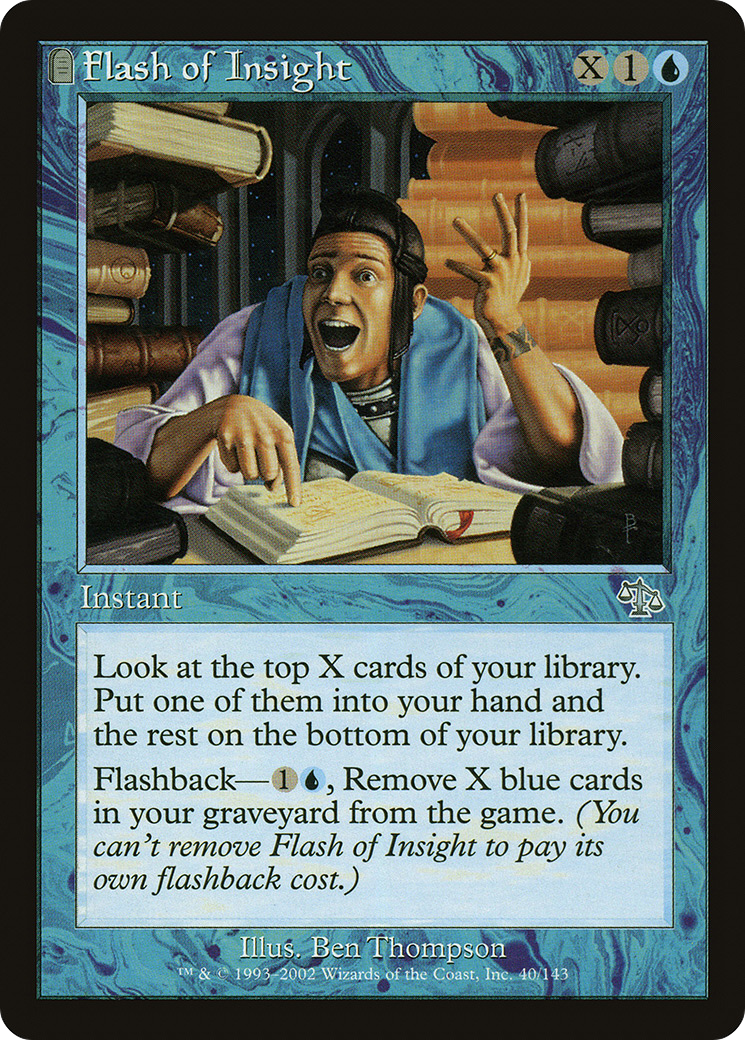 Flash of Insight X 1
Instant
Look at the top X cards of your library.
Put one of them into your hand and
the rest on the bottom of your library.
Flashback—1, Remove X blue cards
in your graveyard from the game. (You
can't remove Flash of Insight to pay its
own flashback cost.)
Illus. Ben Thompson
™ & © 1993–2002 Wizards of the Coast, Inc. 40/143